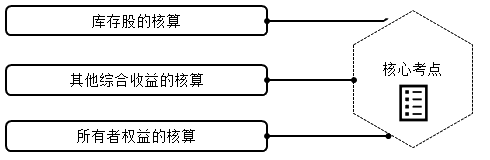 库存股的核算
其他综合收益的核算
核心考点
所有者权益的核算